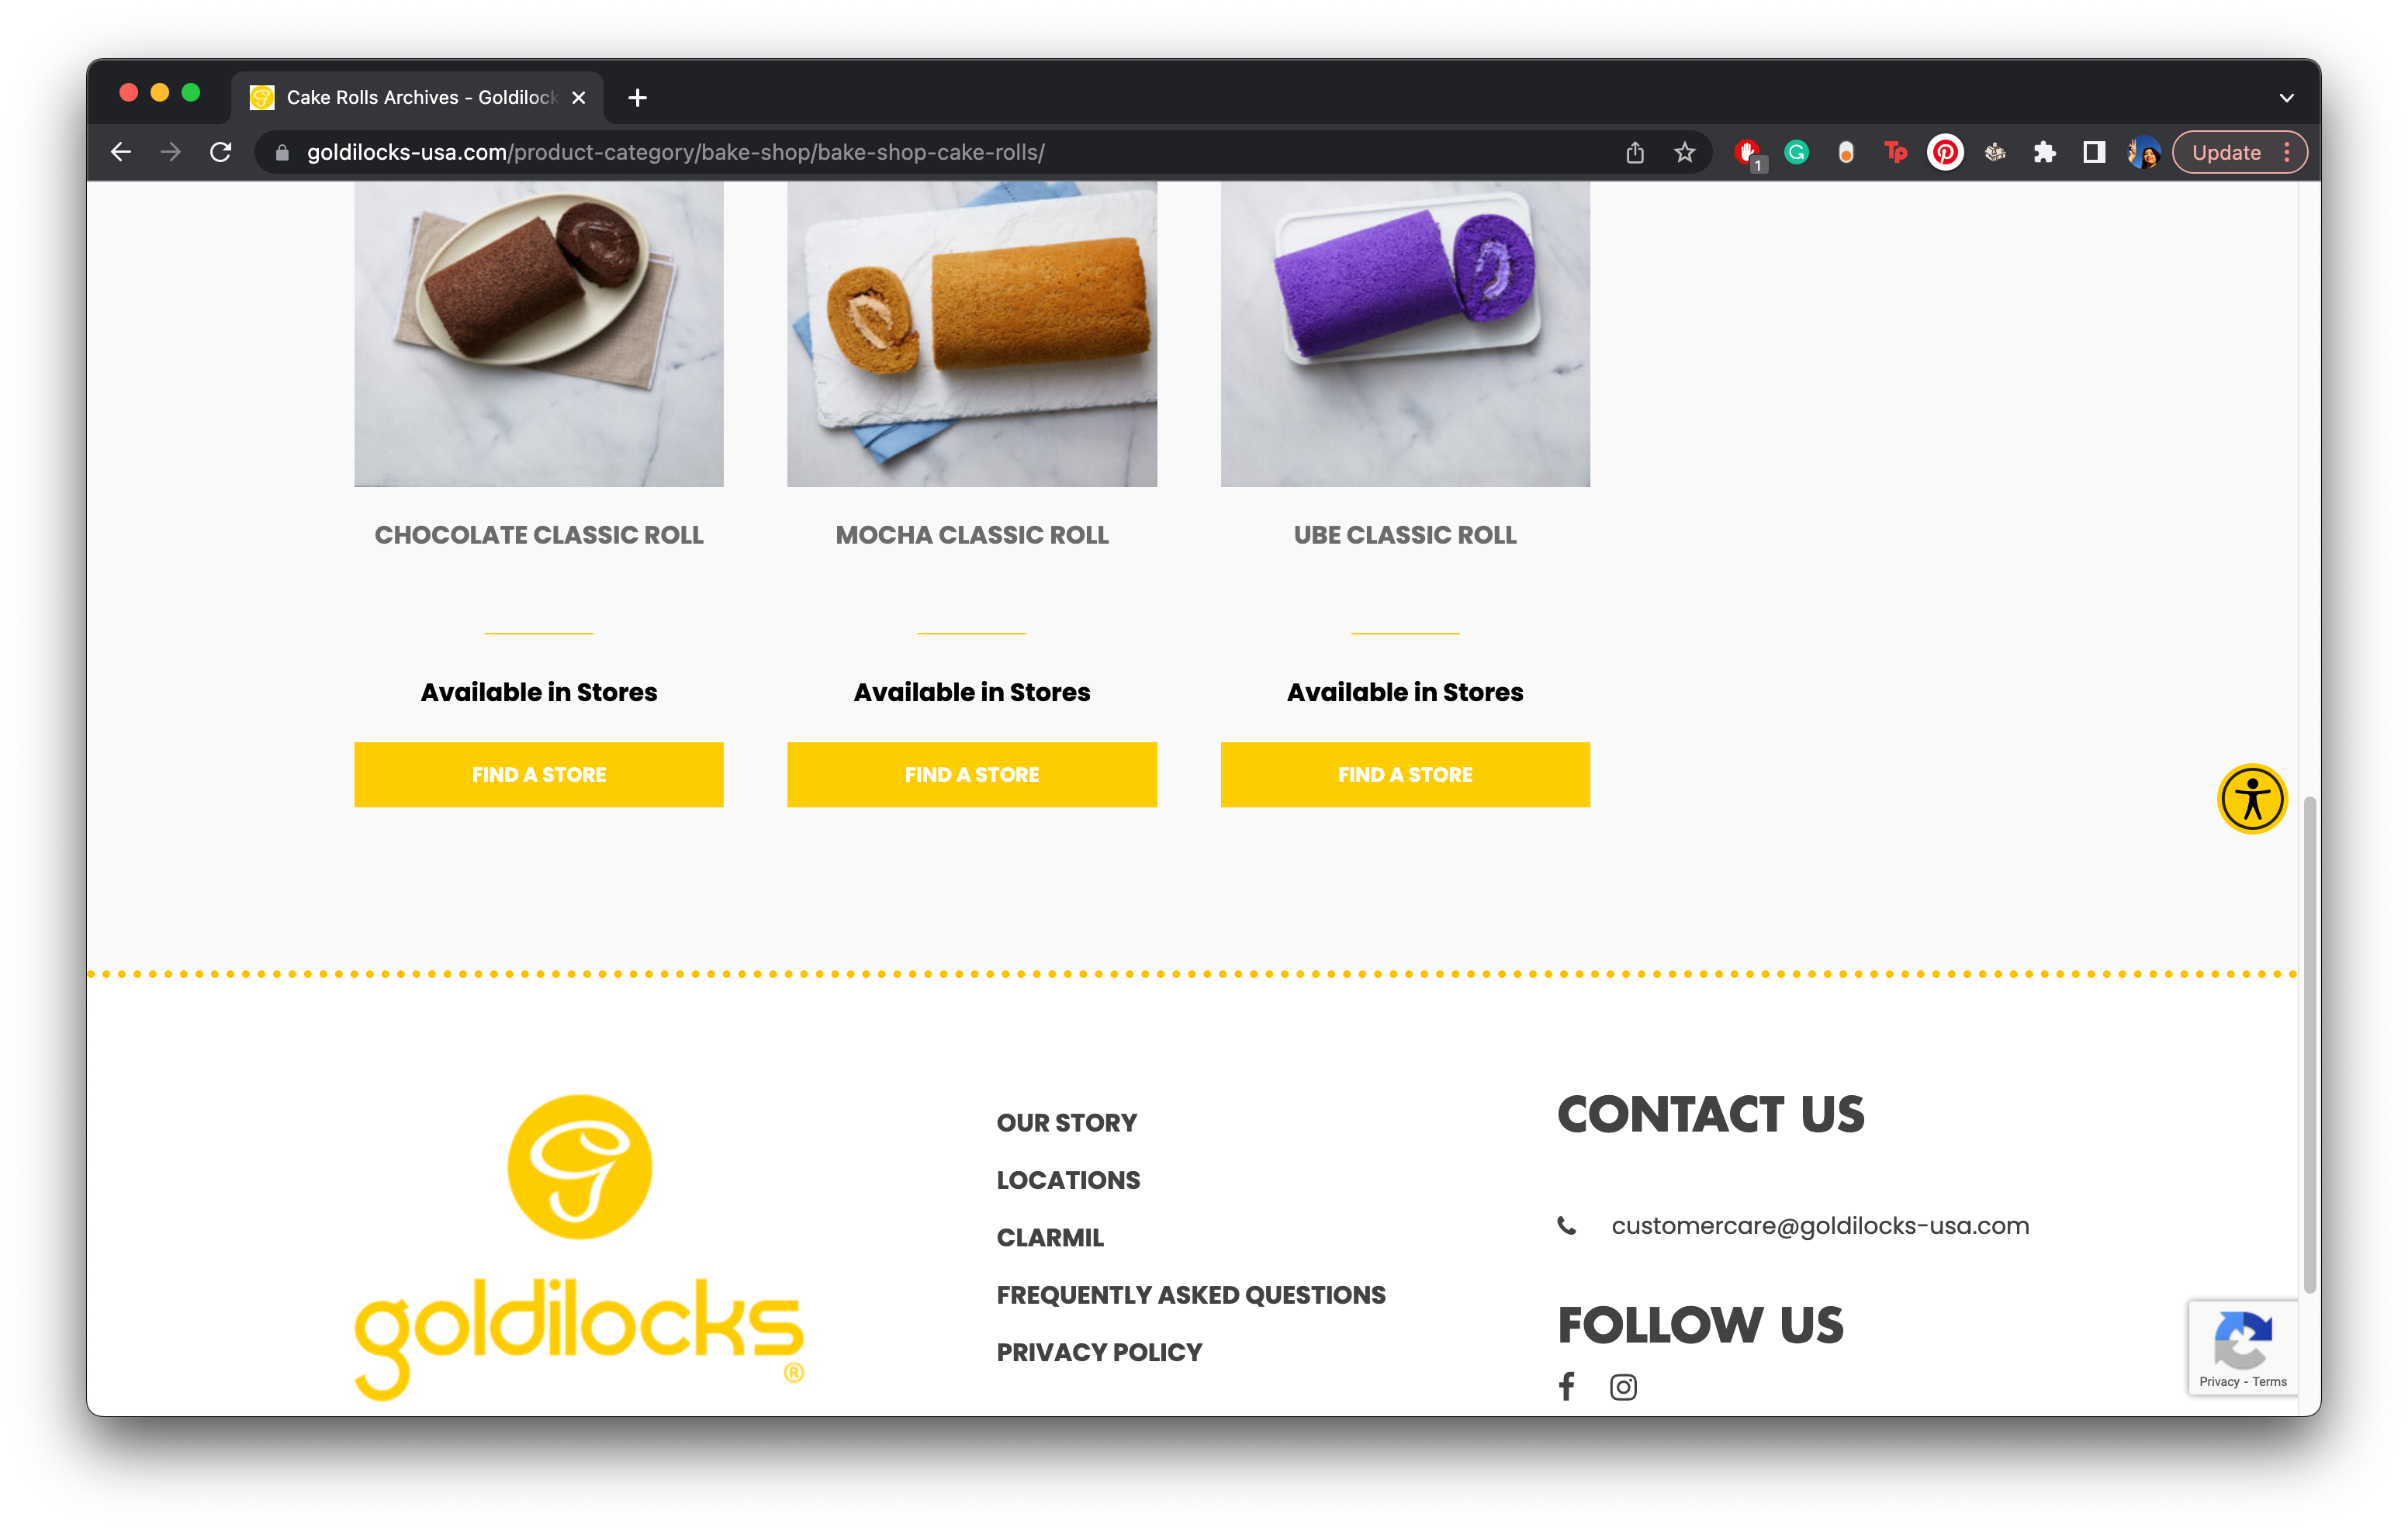 Cake Rolls Archives - Goldilock
goldilocks-usa.com/product-category/bake-shop/bake-shop-cake-rolls/
1
Tp
Update
CHOCOLATE CLASSIC ROLL
MOCHA CLASSIC ROLL
UBE CLASSIC ROLL
Available in Stores
Available in Stores
Available in Stores
FIND A STORE
FIND A STORE
FIND A STORE
goldilocks®
OUR STORY
LOCATIONS
CLARMIL
FREQUENTLY ASKED QUESTIONS
PRIVACY POLICY
CONTACT US
customercare@goldilocks-usa.com
FOLLOW US
Privacy - Terms